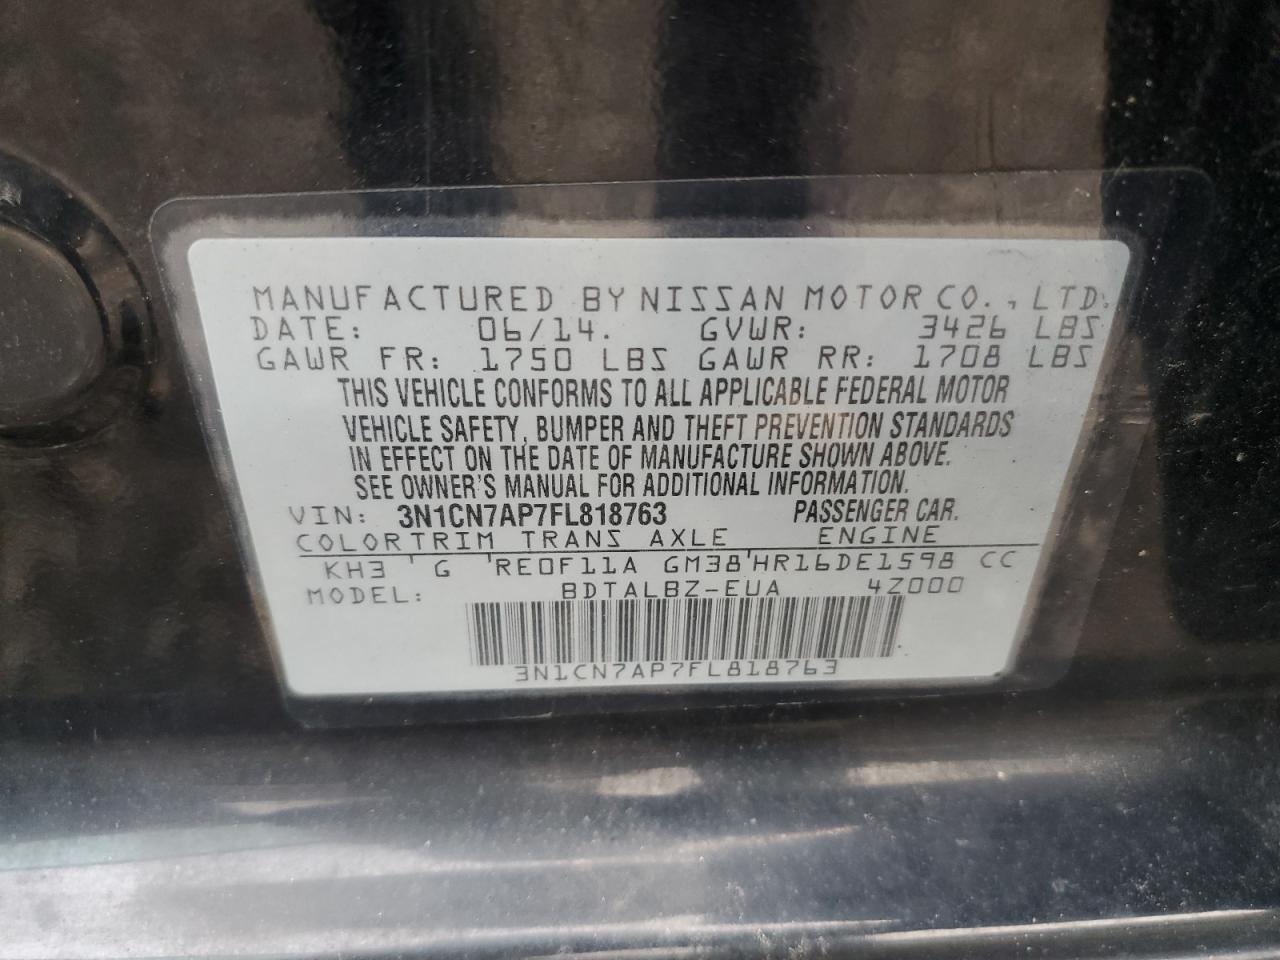 MANUFACTURED BY NISSAN MOTOR CO., LTD.
DATE: 06/14. GVWR: 3426 LBS
GAWR FR: 1750 LBS GAWR RR: 1708 LBS
THIS VEHICLE CONFORMS TO ALL APPLICABLE FEDERAL MOTOR
VEHICLE SAFETY, BUMPER AND THEFT PREVENTION STANDARDS
IN EFFECT ON THE DATE OF MANUFACTURE SHOWN ABOVE.
SEE OWNER'S MANUAL FOR ADDITIONAL INFORMATION.
VIN: 3N1CN7AP7FL818763 PASSENGER CAR.
COLORTRIM TRANS AXLE ENGINE
KH3 ' G 'RE0F11A GM38'HR16DE1598 CC
MODEL: BDTALBZ-EUA 4Z000
3N1CN7AP7FL818763